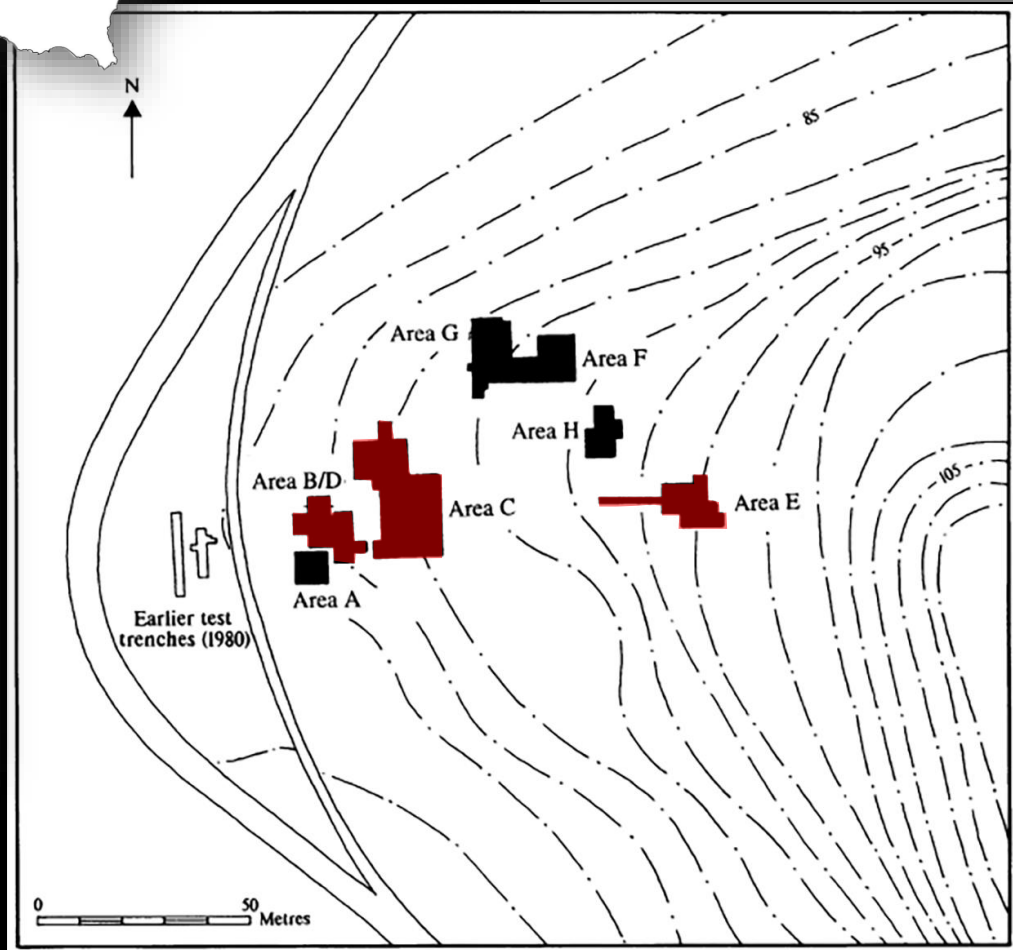 N
85
95
Area G
Area F
Area H
105
Area B/D
Area C
Area E
Area A
Earlier test
trenches (1980)
0 50 Metres